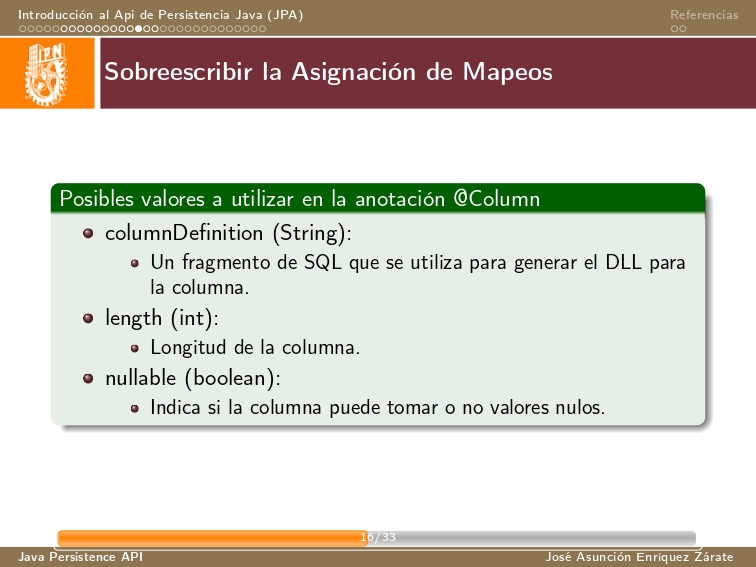 Introducción al Api de Persistencia Java (JPA)
Referencias
IPN
Sobreescribir la Asignación de Mapeos
Posibles valores a utilizar en la anotación @Column
columnDefinition (String):
Un fragmento de SQL que se utiliza para generar el DLL para
la columna.
length (int):
Longitud de la columna.
nullable (boolean):
Indica si la columna puede tomar o no valores nulos.
16/33
Java Persistence API
José Asunción Enríquez Zárate